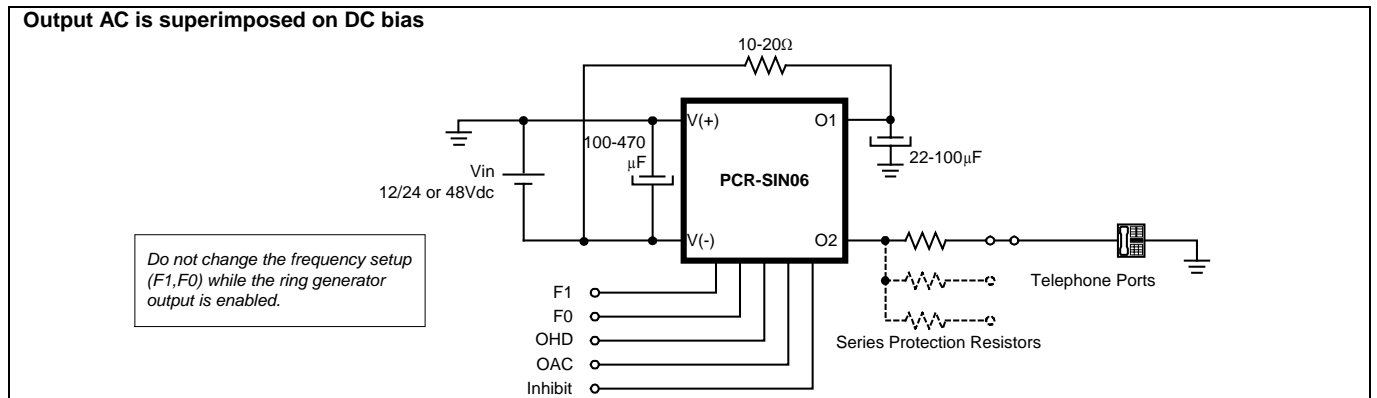 Output AC is superimposed on DC bias
10-20Ω
V(+)
O1
100-470
μF
22-100μF
Vin
12/24 or 48Vdc
PCR-SIN06
V(-)
O2
Do not change the frequency setup
(F1,F0) while the ring generator
output is enabled.
Telephone Ports
F1
F0
OHD
OAC
Inhibit
Series Protection Resistors